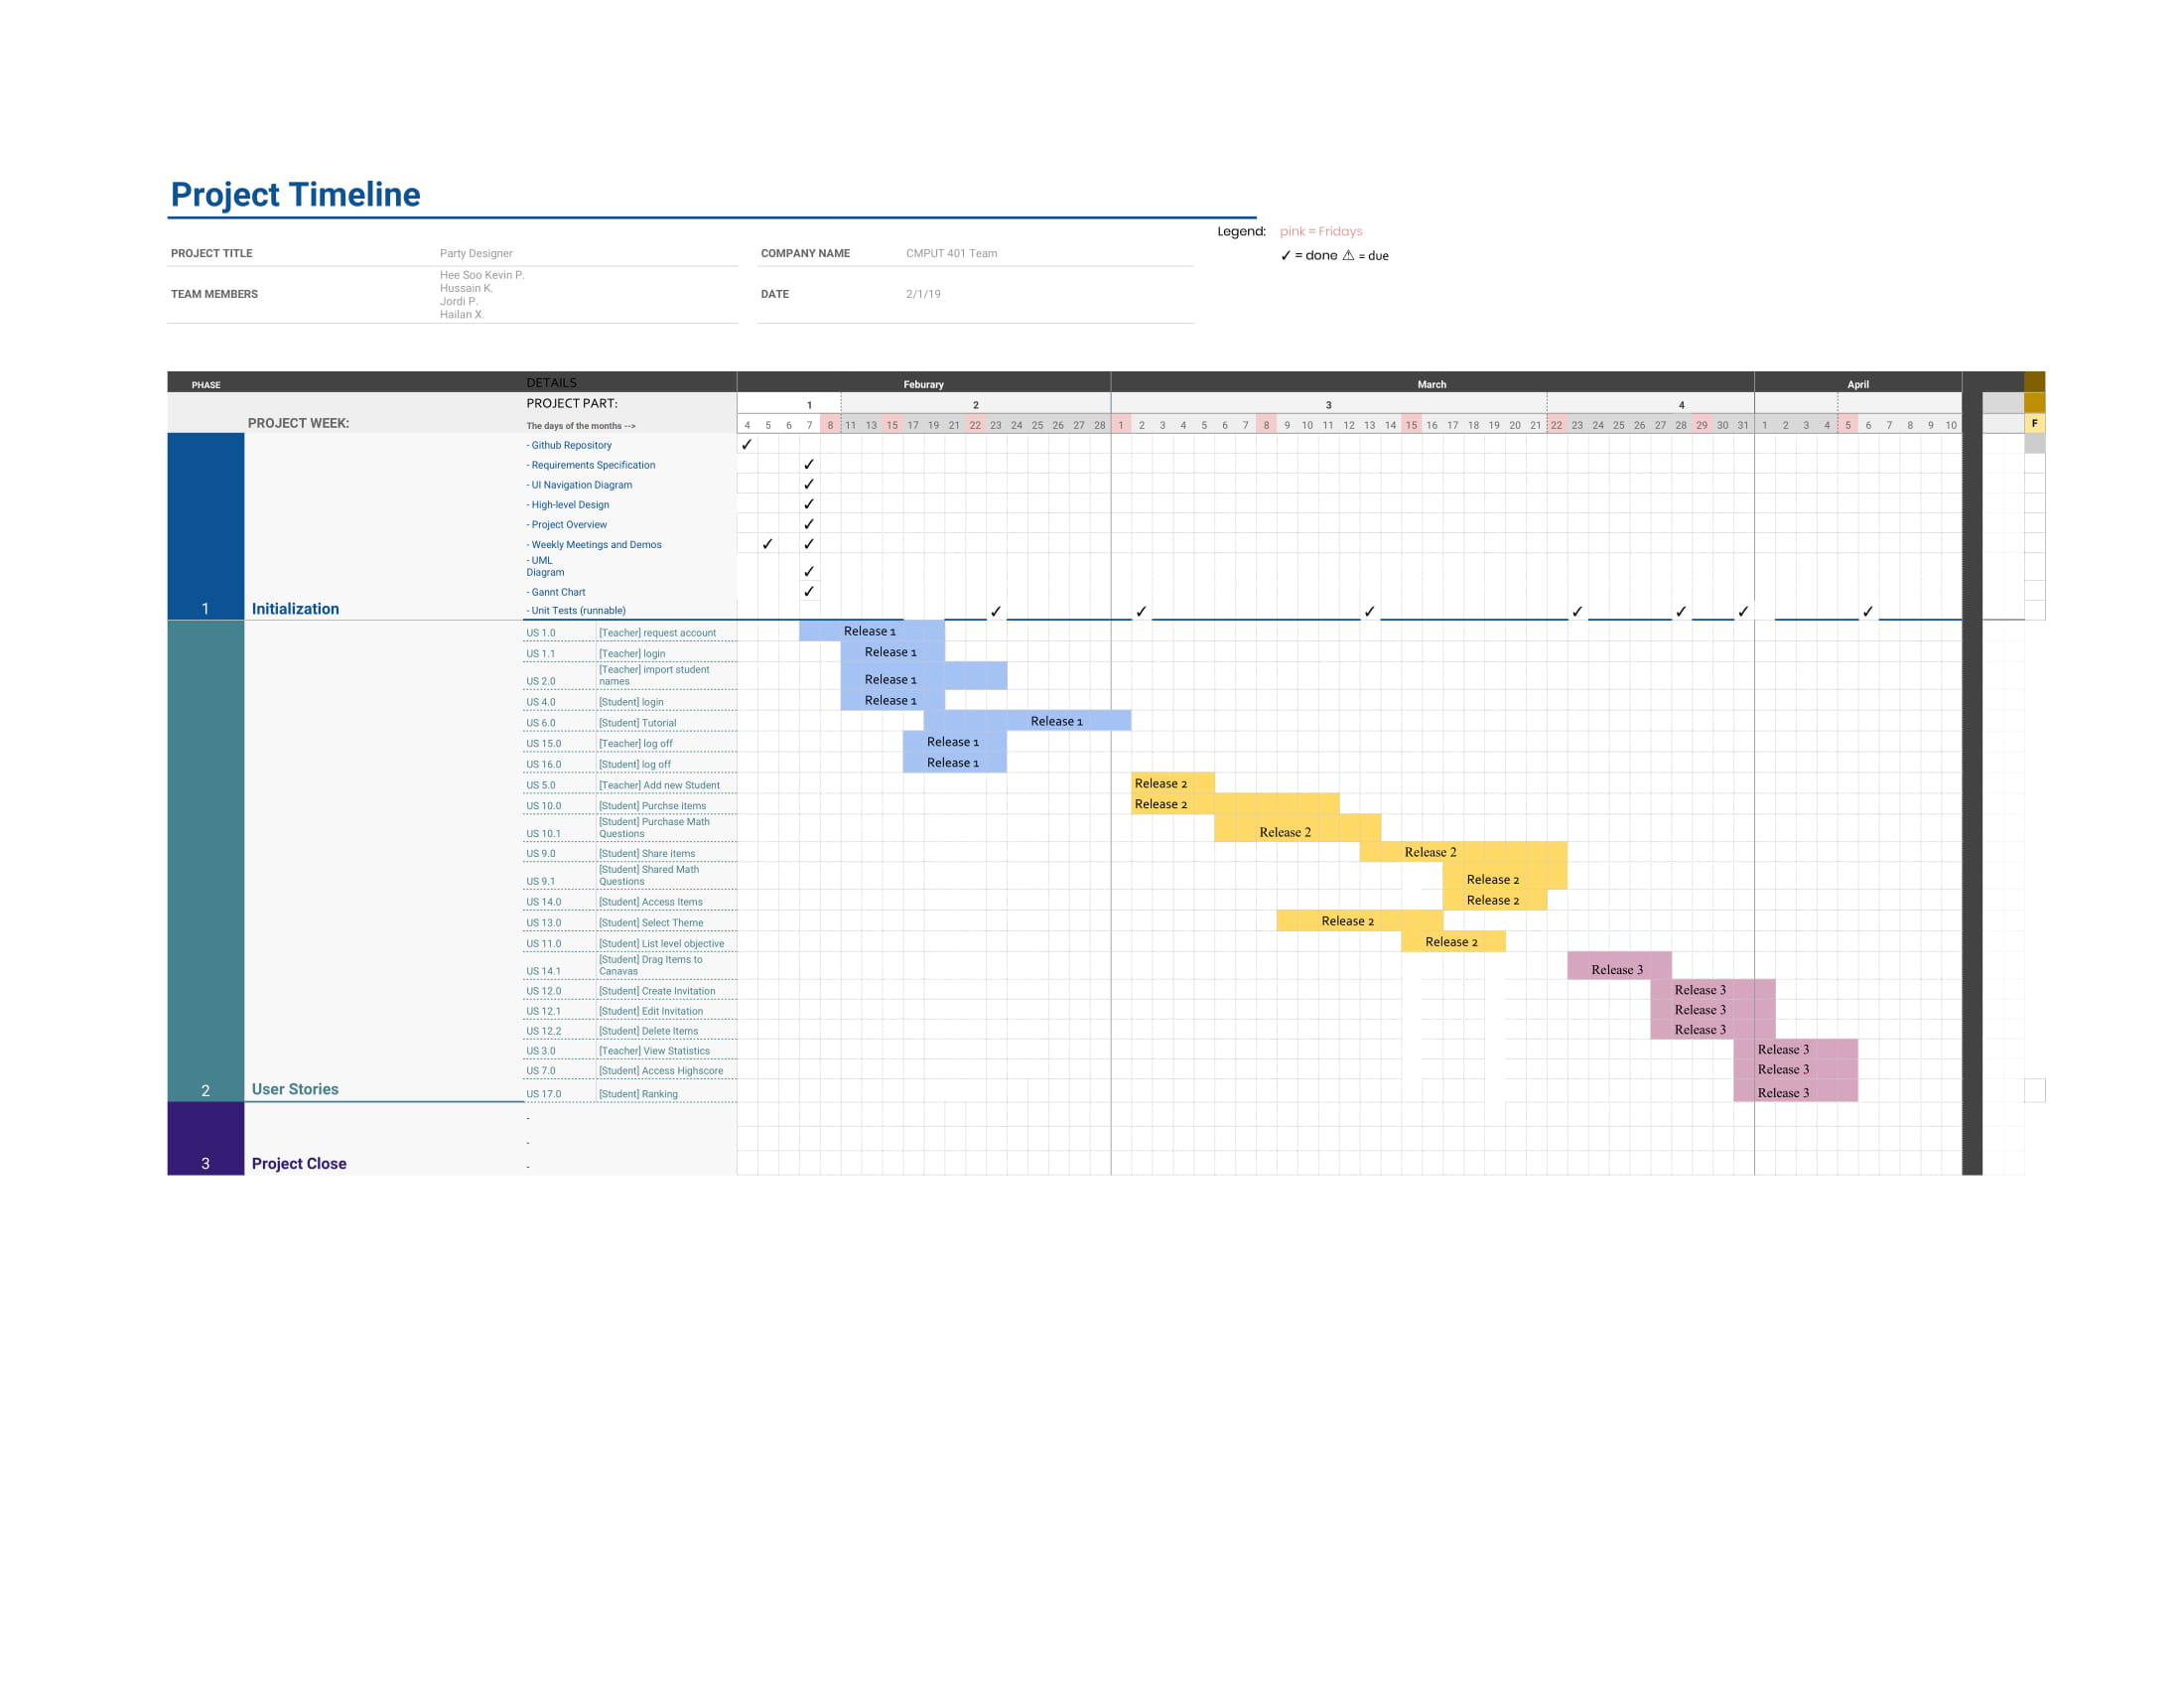 Project Timeline
Legend: pink = Fridays
✓ = done ⚠ = due
PROJECT TITLE Party Designer COMPANY NAME CMPUT 401 Team
TEAM MEMBERS Hee Soo Kevin P.
Hussain K.
Jordi P.
Hailan X.
DATE 2/1/19
PHASE DETAILS Feburary March April
PROJECT PART: 1 2 3 4
PROJECT WEEK: The days of the months --> 4 5 6 7 8 11 13 15 17 19 21 22 23 24 25 26 27 28 1 2 3 4 5 6 7 8 9 10 11 12 13 14 15 16 17 18 19 20 21 22 23 24 25 26 27 28 29 30 31 1 2 3 4 5 6 7 8 9 10 F
- Github Repository ✓
- Requirements Specification ✓
- UI Navigation Diagram ✓
- High-level Design ✓
- Project Overview ✓
- Weekly Meetings and Demos ✓ ✓
- UML
Diagram ✓
- Gannt Chart ✓
1 Initialization - Unit Tests (runnable) ✓ ✓ ✓ ✓ ✓ ✓ ✓
US 1.0 [Teacher] request account Release 1
US 1.1 [Teacher] login Release 1
US 2.0 [Teacher] import student
names Release 1
US 4.0 [Student] login Release 1
US 6.0 [Student] Tutorial Release 1
US 15.0 [Teacher] log off Release 1
US 16.0 [Student] log off Release 1
US 5.0 [Teacher] Add new Student Release 2
US 10.0 [Student] Purchse items Release 2
US 10.1 [Student] Purchase Math
Questions Release 2
US 9.0 [Student] Share items Release 2
US 9.1 [Student] Shared Math
Questions Release 2
US 14.0 [Student] Access Items Release 2
US 13.0 [Student] Select Theme Release 2
US 11.0 [Student] List level objective Release 2
US 14.1 [Student] Drag Items to
Canavas Release 3
US 12.0 [Student] Create Invitation Release 3
US 12.1 [Student] Edit Invitation Release 3
US 12.2 [Student] Delete Items Release 3
US 3.0 [Teacher] View Statistics Release 3
US 7.0 [Student] Access Highscore Release 3
2 User Stories US 17.0 [Student] Ranking Release 3
-
-
3 Project Close -